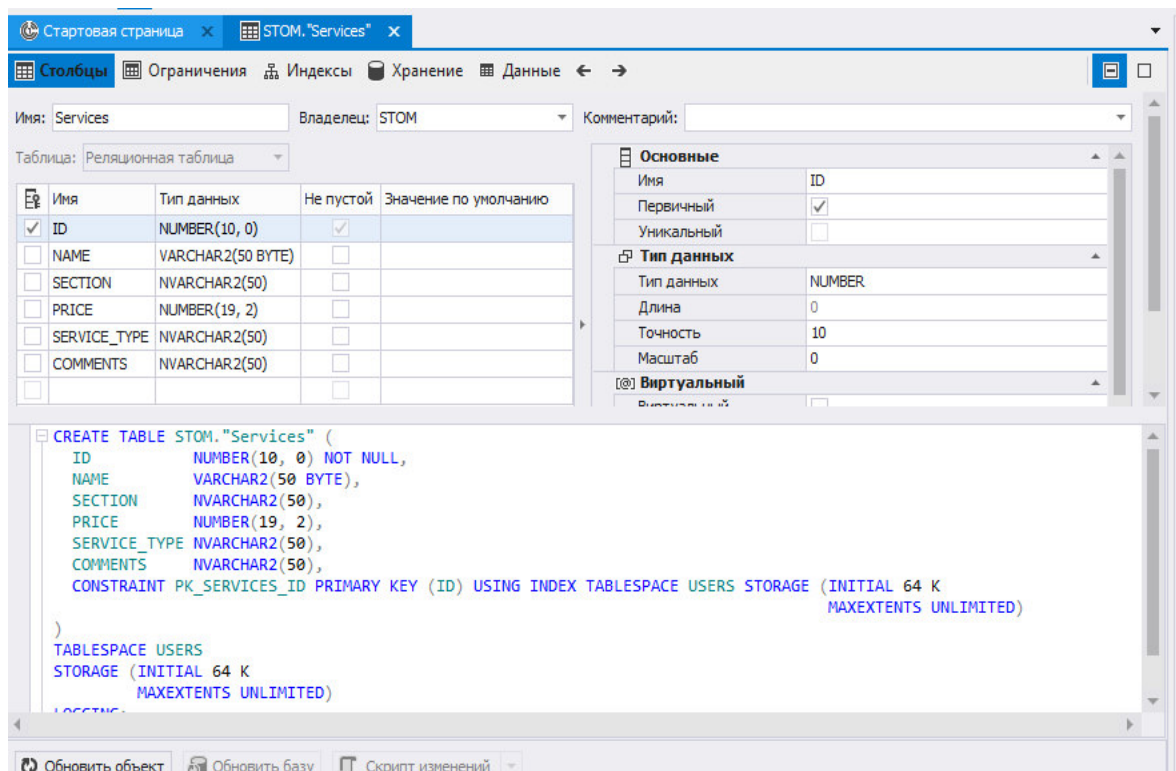 Стартовая страница
STOM."Services"
Столбцы Ограничения Индексы Хранение Данные
Имя: Services Владелец: STOM Комментарий:
Таблица: Реляционная таблица
Имя Тип данных Не пустой Значение по умолчанию
ID NUMBER(10, 0)
NAME VARCHAR2(50 BYTE)
SECTION NVARCHAR2(50)
PRICE NUMBER(19, 2)
SERVICE_TYPE NVARCHAR2(50)
COMMENTS NVARCHAR2(50)
Основные
Имя ID
Первичный
Уникальный
Тип данных
Тип данных NUMBER
Длина 0
Точность 10
Масштаб 0
[@] Виртуальный
Виртуальный
CREATE TABLE STOM."Services" (
ID NUMBER(10, 0) NOT NULL,
NAME VARCHAR2(50 BYTE),
SECTION NVARCHAR2(50),
PRICE NUMBER(19, 2),
SERVICE_TYPE NVARCHAR2(50),
COMMENTS NVARCHAR2(50),
CONSTRAINT PK_SERVICES_ID PRIMARY KEY (ID) USING INDEX TABLESPACE USERS STORAGE (INITIAL 64 K
MAXEXTENTS UNLIMITED)
)
TABLESPACE USERS
STORAGE (INITIAL 64 K
MAXEXTENTS UNLIMITED)
LOGGING;
Обновить объект Обновить базу Скрипт изменений